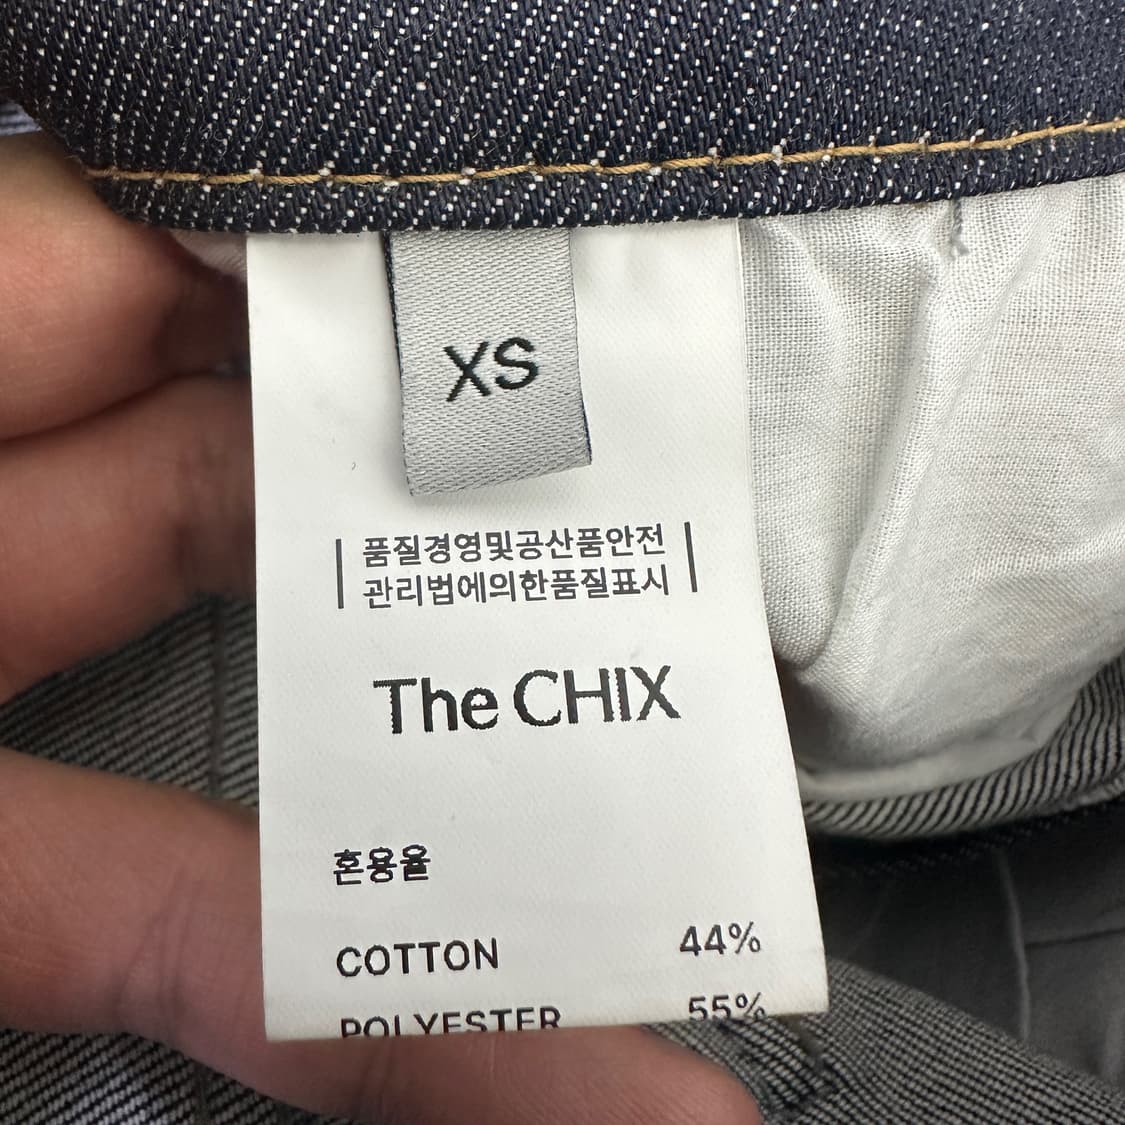 XS
품질경영및공산품안전
관리법에의한품질표시
The CHIX
혼용율
COTTON 44%
POLYESTER 55%